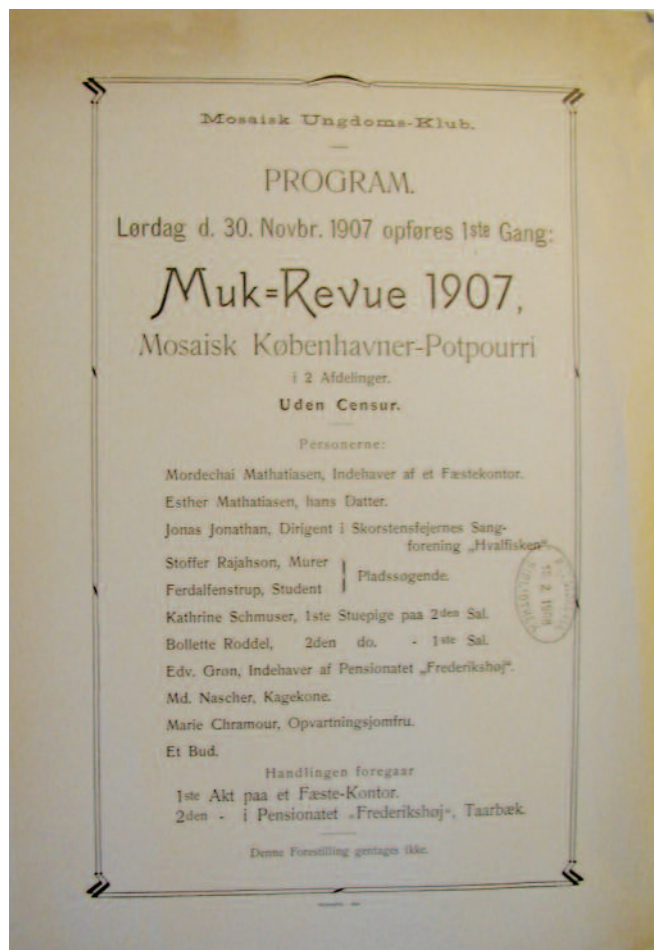 Mosaisk Ungdoms-Klub.
PROGRAM.
Lørdag d. 30. Novbr. 1907 opføres 1ste Gang:
Muk=Revue 1907,
Mosaisk Københavner-Potpourri
i 2 Afdelinger.
Uden Censur.
Personerne:
Mordechai Mathatiasen, Indehaver af et Fæstekontor.
Esther Mathatiasen, hans Datter.
Jonas Jonathan, Dirigent i Skorstensfejernes Sang-
forening „Hvalfisken“.
Stoffer Rajahson, Murer
Ferdalfenstrup, Student
Pladssøgende.
Kathrine Schmuser, 1ste Stuepige paa 2den Sal.
Bollette Roddel, 2den do. - 1ste Sal.
Edv. Grøn, Indehaver af Pensionatet „Frederikshøj“.
Md. Nascher, Kagekone.
Marie Chramour, Opvartningsjomfru.
Et Bud.
Handlingen foregaar
1ste Akt paa et Fæste-Kontor.
2den - i Pensionatet „Frederikshøj“, Taarbæk.
Denne Forestilling gentages ikke.